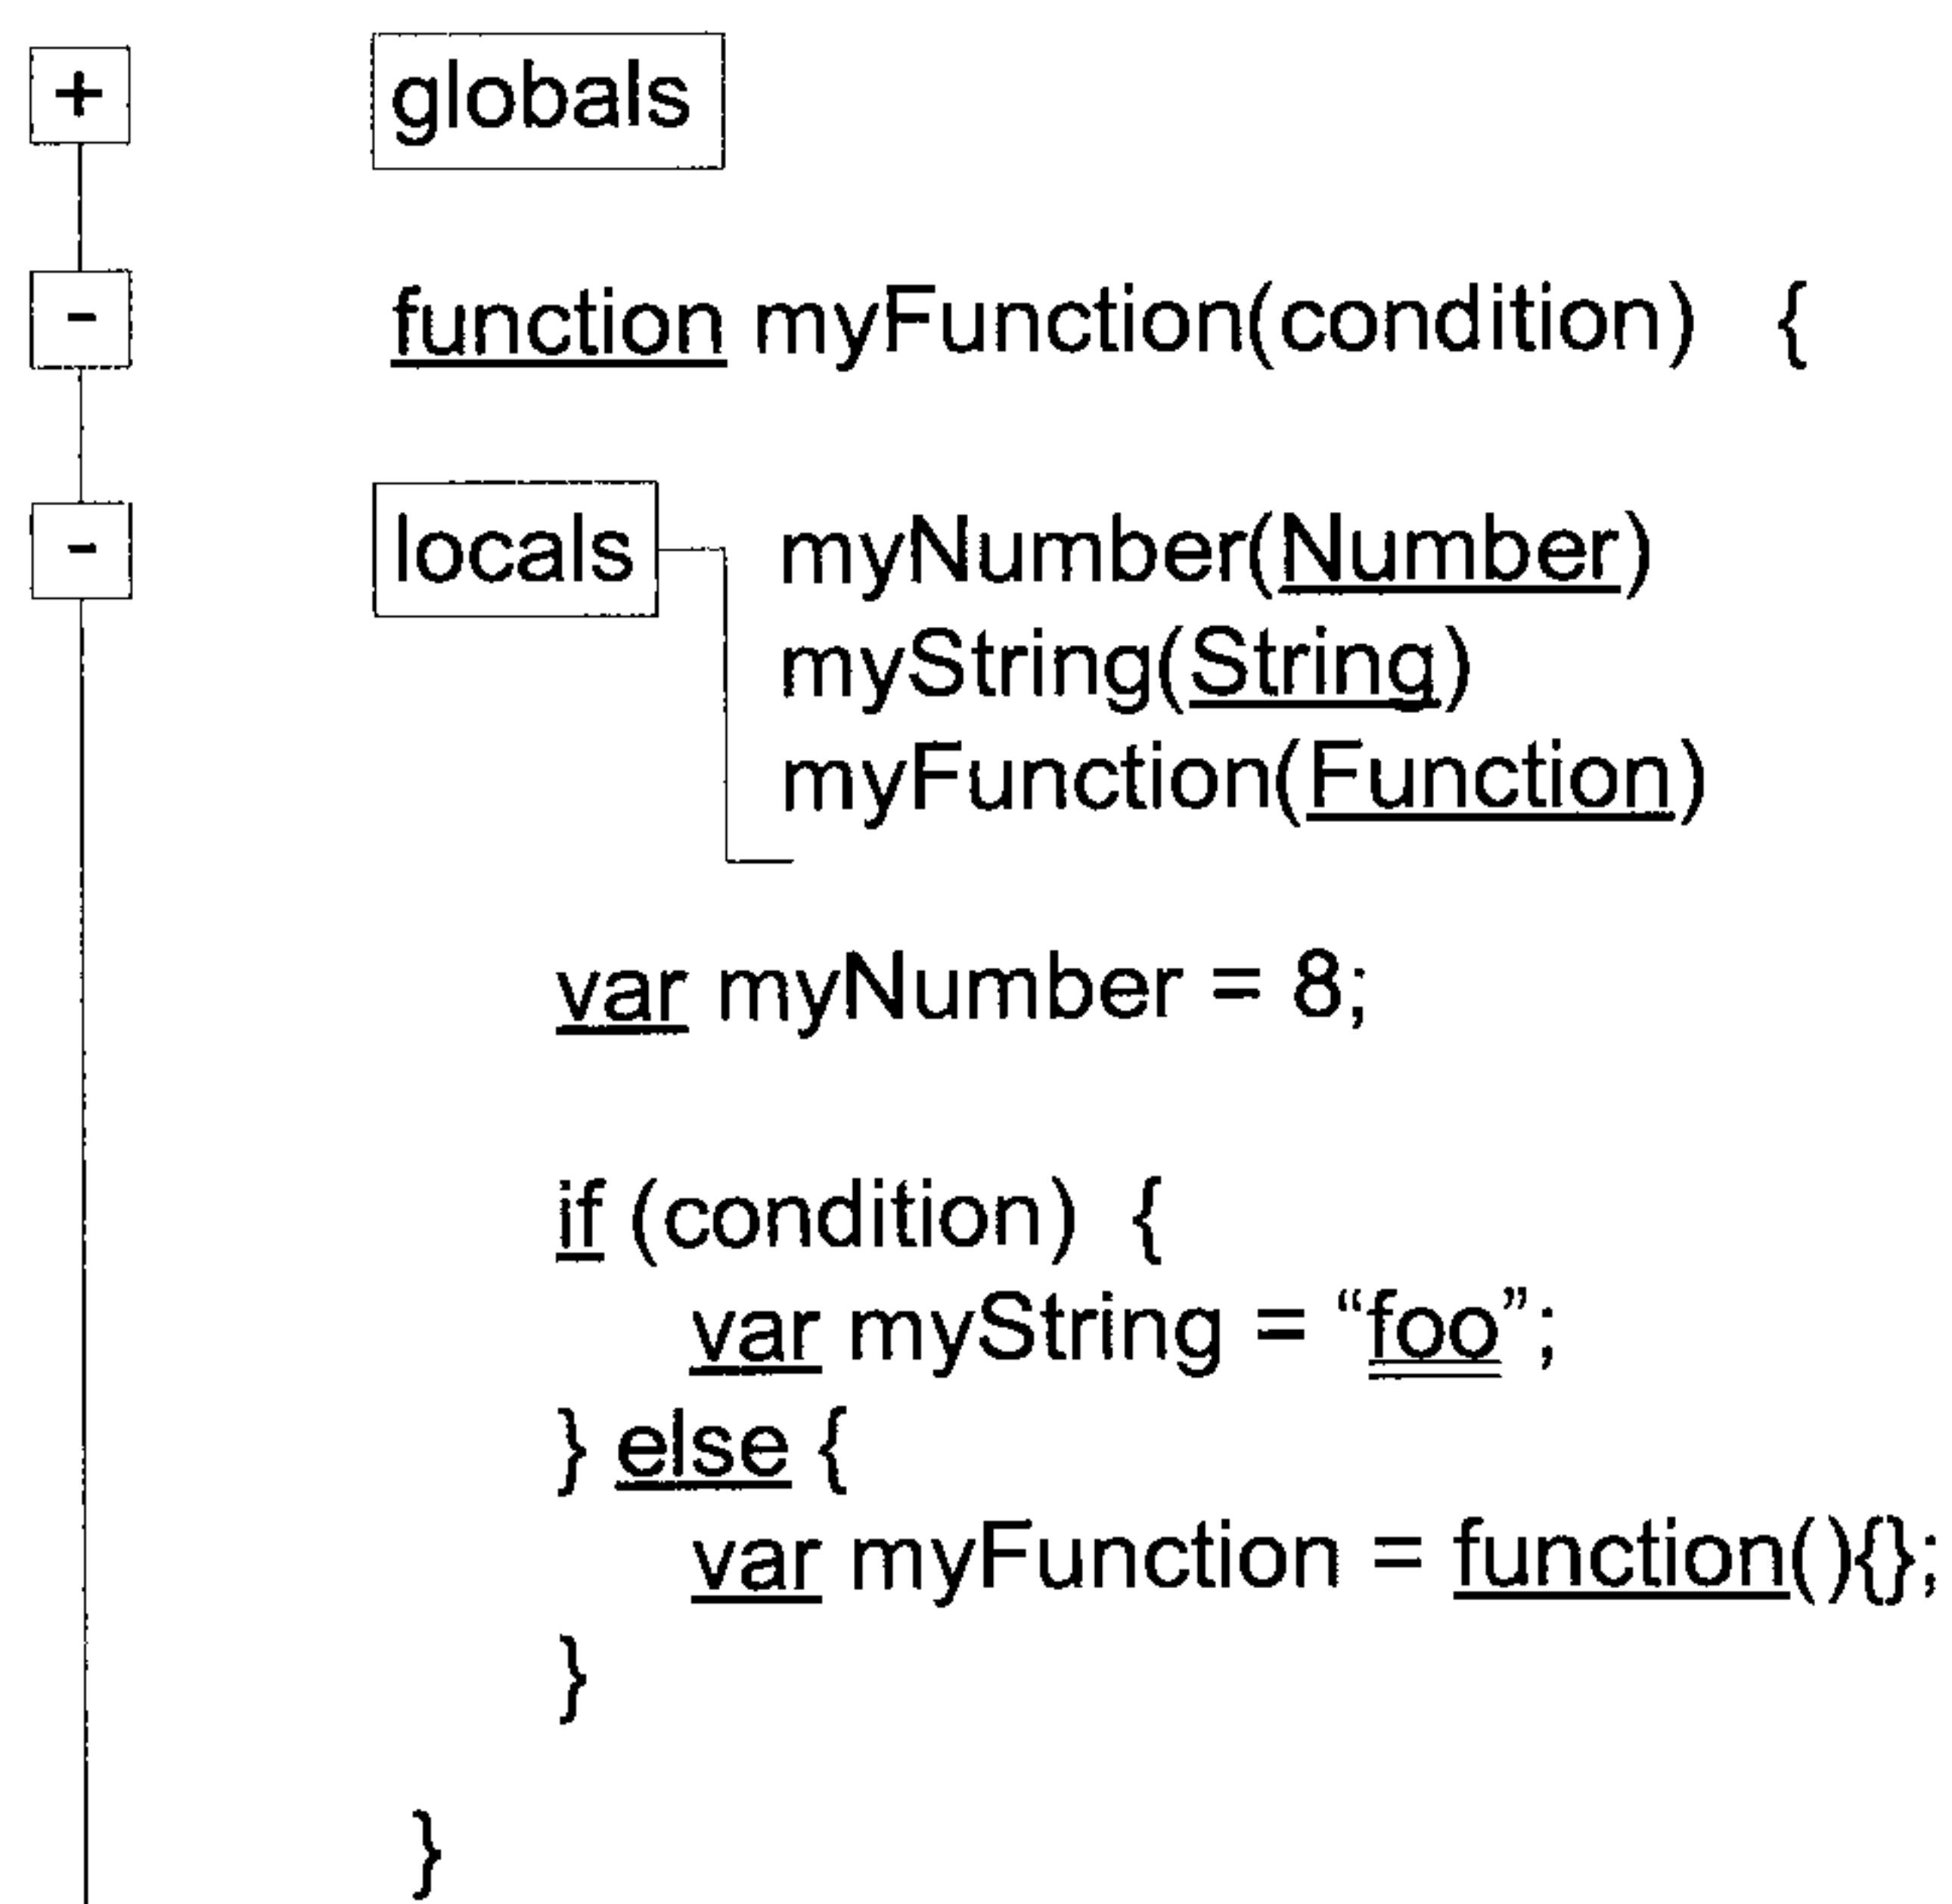 + globals
- function myFunction(condition) {
- locals myNumber(Number)
myString(String)
myFunction(Function)
var myNumber = 8;
if (condition) {
var myString = “foo”;
} else {
var myFunction = function(){};
}
}